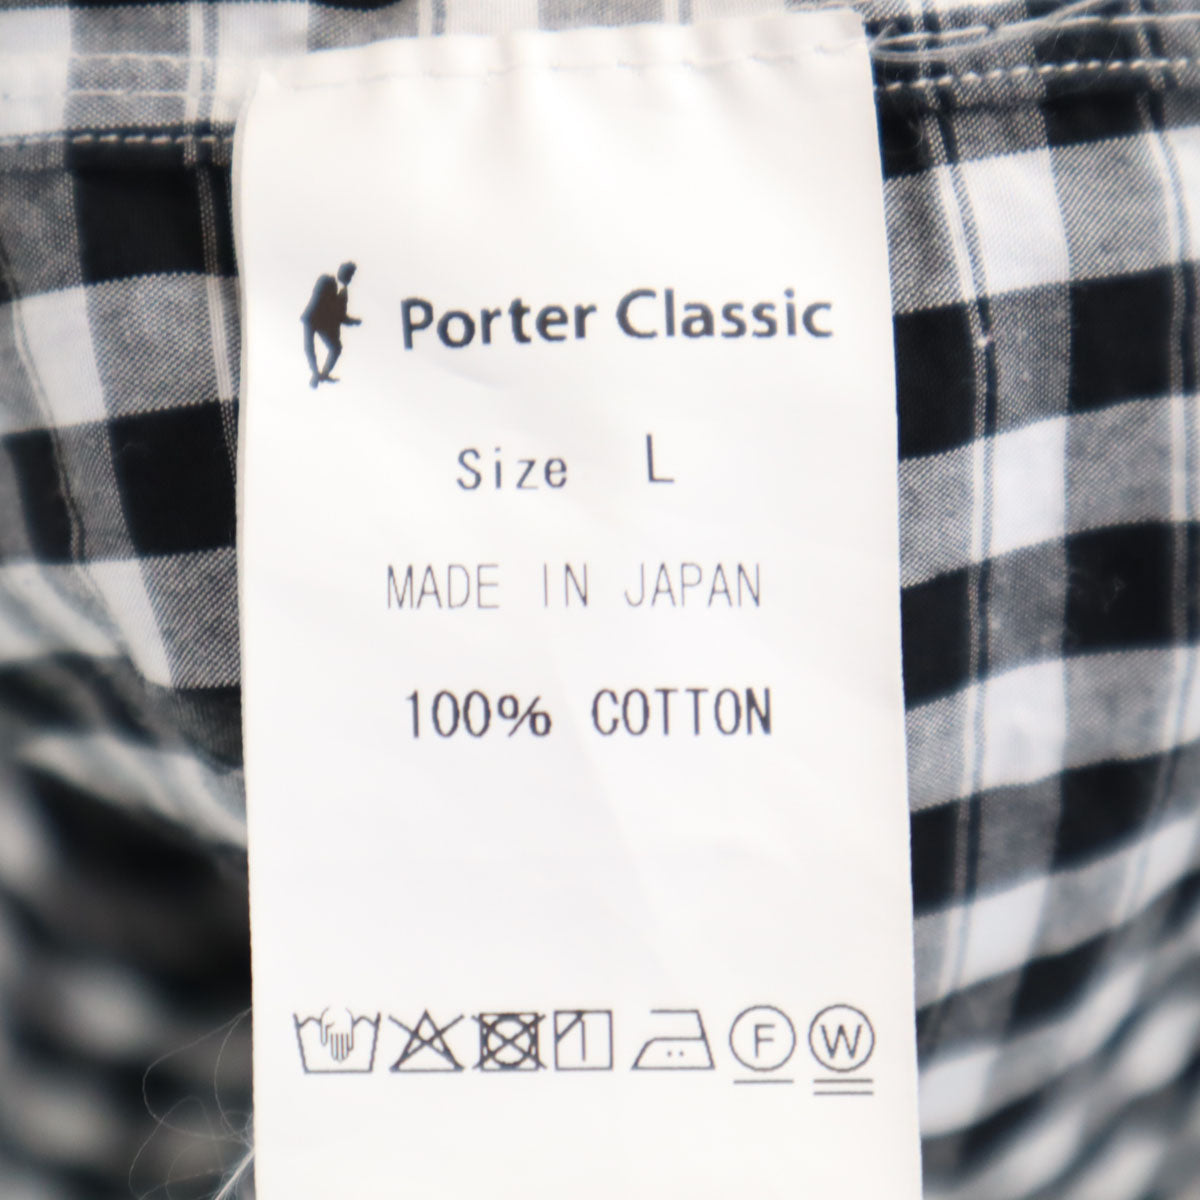 Porter Classic
Size L
MADE IN JAPAN
100% COTTON
F W